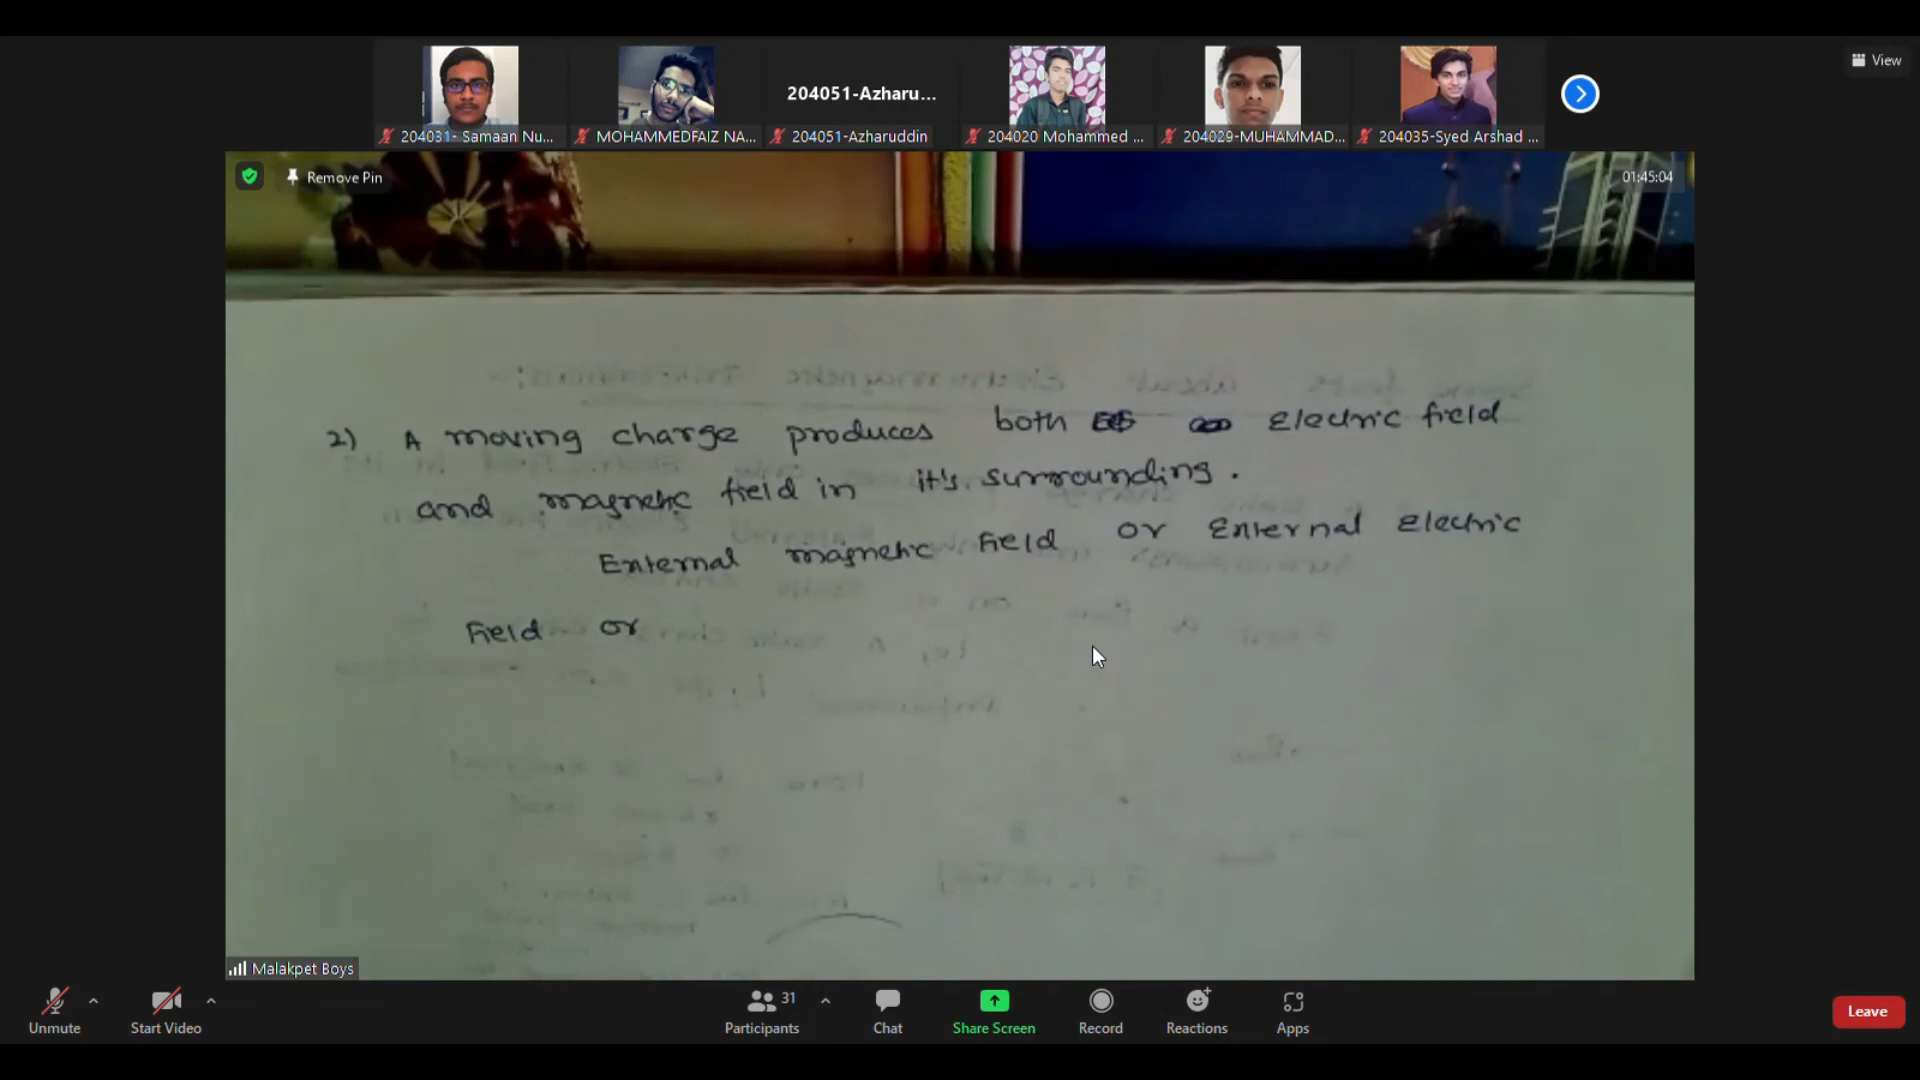 View
204051-Azharu...
204031- Samaan Nu...
MOHAMMEDFAIZ NA...
204051-Azharuddin
204020 Mohammed ...
204029-MUHAMMAD...
204035-Syed Arshad ...
Remove Pin
01:45:04
2) A moving charge produces both Electric field
and magnetic field in it's surrounding.
External magnetic field or External Electric
field or
Malakpet Boys
Unmute
Start Video
31
Participants
Chat
Share Screen
Record
Reactions
Apps
Leave